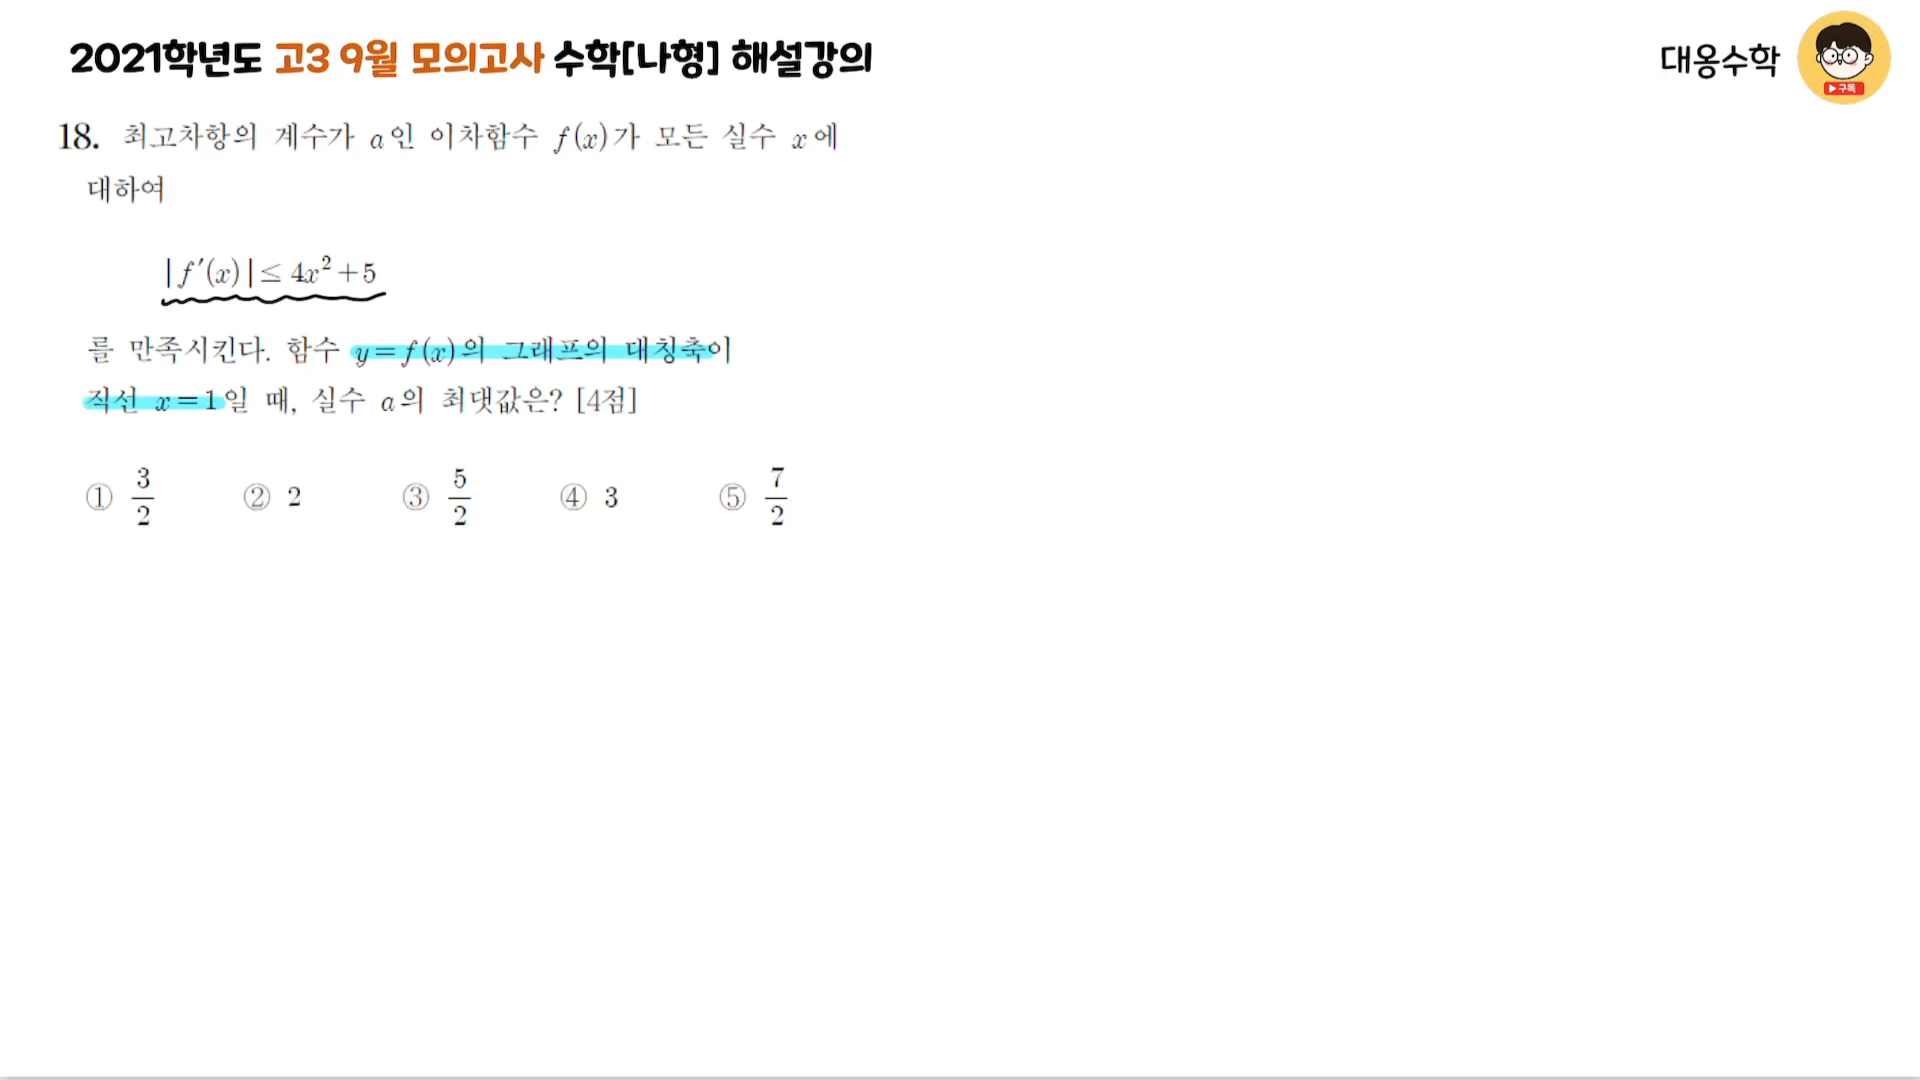 2021학년도 고3 9월 모의고사 수학[나형] 해설강의
대웅수학
구독
18. 최고차항의 계수가 a인 이차함수 f(x)가 모든 실수 x에
대하여
|f′(x)| ≤ 4x²+5
를 만족시킨다. 함수 y=f(x)의 그래프의 대칭축이
직선 x=1일 때, 실수 a의 최댓값은? [4점]
① 3/2 ② 2 ③ 5/2 ④ 3 ⑤ 7/2